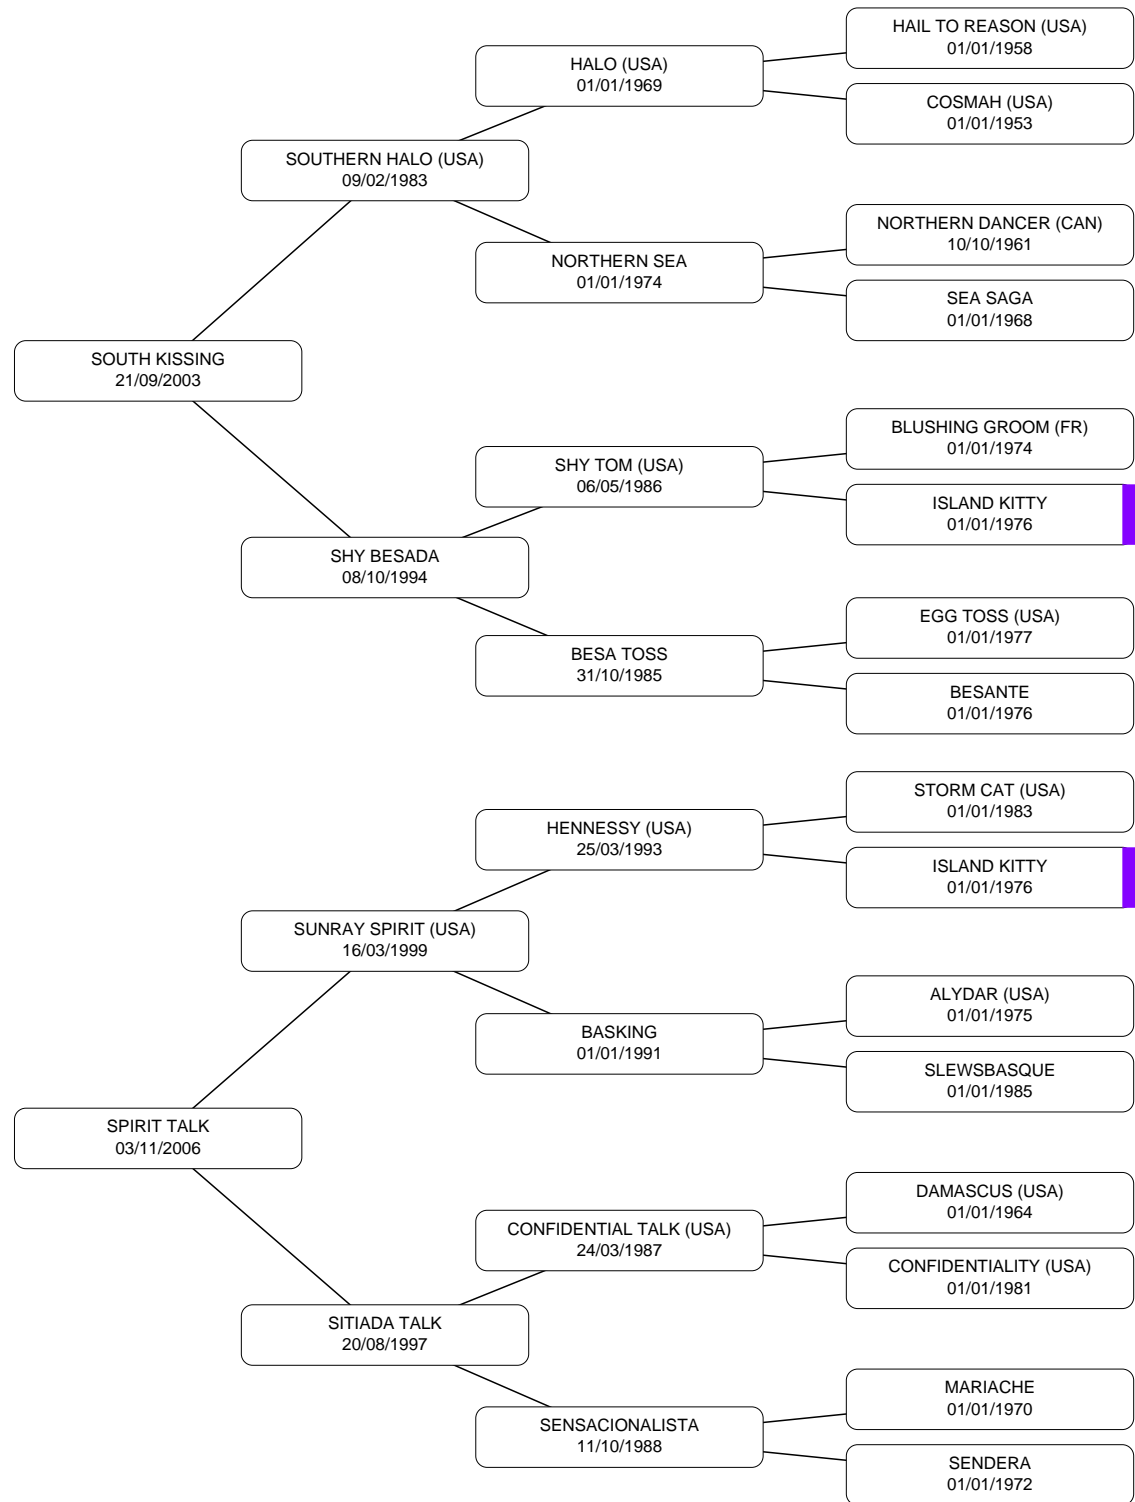 HAIL TO REASON (USA)
01/01/1958
HALO (USA)
01/01/1969
COSMAH (USA)
01/01/1953
SOUTHERN HALO (USA)
09/02/1983
NORTHERN DANCER (CAN)
10/10/1961
NORTHERN SEA
01/01/1974
SEA SAGA
01/01/1968
SOUTH KISSING
21/09/2003
BLUSHING GROOM (FR)
01/01/1974
SHY TOM (USA)
06/05/1986
ISLAND KITTY
01/01/1976
SHY BESADA
08/10/1994
EGG TOSS (USA)
01/01/1977
BESA TOSS
31/10/1985
BESANTE
01/01/1976
STORM CAT (USA)
01/01/1983
HENNESSY (USA)
25/03/1993
ISLAND KITTY
01/01/1976
SUNRAY SPIRIT (USA)
16/03/1999
ALYDAR (USA)
01/01/1975
BASKING
01/01/1991
SLEWSBASQUE
01/01/1985
SPIRIT TALK
03/11/2006
DAMASCUS (USA)
01/01/1964
CONFIDENTIAL TALK (USA)
24/03/1987
CONFIDENTIALITY (USA)
01/01/1981
SITIADA TALK
20/08/1997
MARIACHE
01/01/1970
SENSACIONALISTA
11/10/1988
SENDERA
01/01/1972